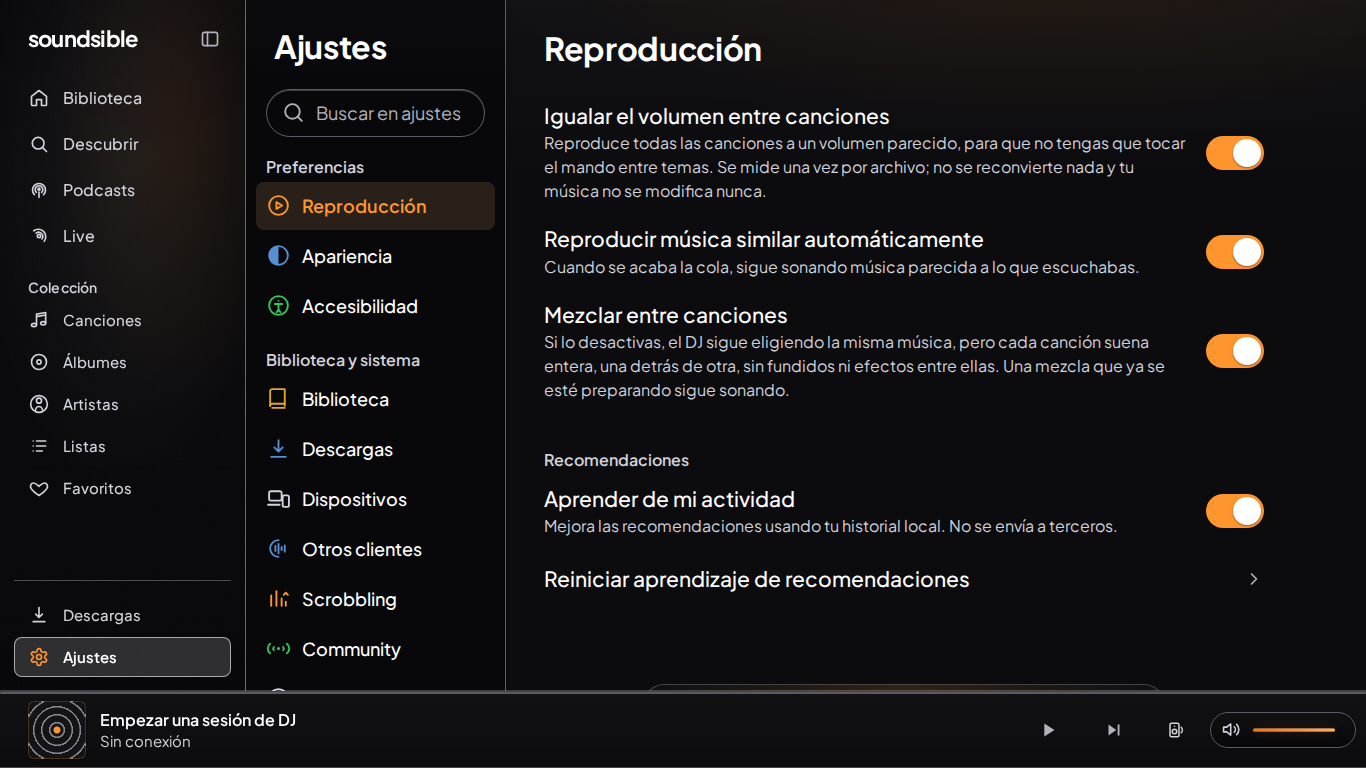 soundsible
Biblioteca
Descubrir
Podcasts
Live
Colección
Canciones
Álbumes
Artistas
Listas
Favoritos
Descargas
Ajustes
Ajustes
Buscar en ajustes
Preferencias
Reproducción
Apariencia
Accesibilidad
Biblioteca y sistema
Biblioteca
Descargas
Dispositivos
Otros clientes
Scrobbling
Community
Reproducción
Igualar el volumen entre canciones
Reproduce todas las canciones a un volumen parecido, para que no tengas que tocar
el mando entre temas. Se mide una vez por archivo; no se reconvierte nada y tu
música no se modifica nunca.
Reproducir música similar automáticamente
Cuando se acaba la cola, sigue sonando música parecida a lo que escuchabas.
Mezclar entre canciones
Si lo desactivas, el DJ sigue eligiendo la misma música, pero cada canción suena
entera, una detrás de otra, sin fundidos ni efectos entre ellas. Una mezcla que ya se
esté preparando sigue sonando.
Recomendaciones
Aprender de mi actividad
Mejora las recomendaciones usando tu historial local. No se envía a terceros.
Reiniciar aprendizaje de recomendaciones
Empezar una sesión de DJ
Sin conexión